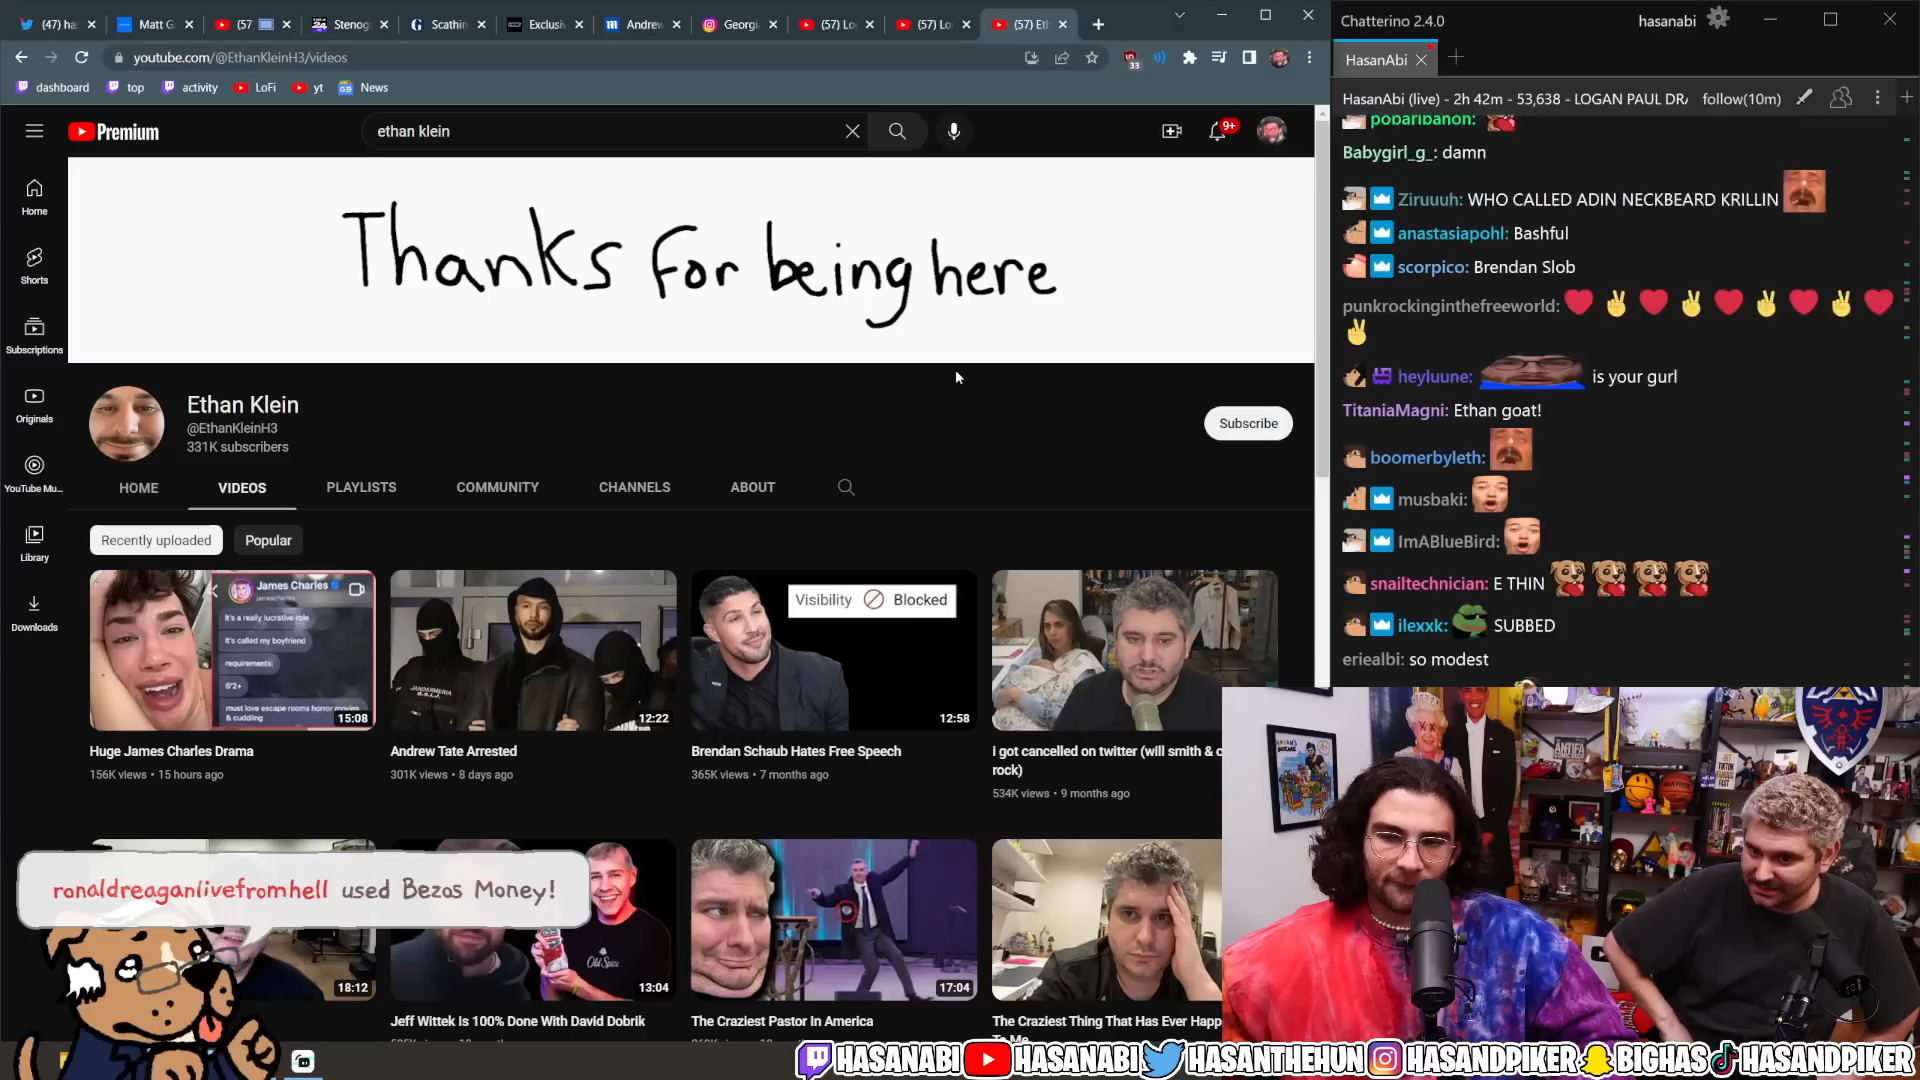 (47) ha
Matt G
(57)
Stenog
Scathin
Exclusiv
Andrew
Georgia
(57) Lo
(57) Lo
(57) Et
youtube.com/@EthanKleinH3/videos
33
dashboard
top
activity
LoFi
yt
News
Premium
ethan klein
9+
Home
Shorts
Subscriptions
Originals
YouTube Mu...
Library
Downloads
Thanks for being here
Ethan Klein
@EthanKleinH3
331K subscribers
Subscribe
HOME
VIDEOS
PLAYLISTS
COMMUNITY
CHANNELS
ABOUT
Recently uploaded
Popular
James Charles
It's a really lucrative role
it's called my boyfriend
requirements:
6'2+
must love escape rooms horror movies
& cuddling
15:08
JANDARMERIA
12:22
Visibility Blocked
12:58
Huge James Charles Drama
156K views • 15 hours ago
Andrew Tate Arrested
301K views • 8 days ago
Brendan Schaub Hates Free Speech
365K views • 7 months ago
i got cancelled on twitter (will smith & c
rock)
534K views • 9 months ago
ronaldreaganlivefromhell used Bezos Money!
18:12
Old Spice
13:04
17:04
Jeff Wittek Is 100% Done With David Dobrik
The Craziest Pastor In America
The Craziest Thing That Has Ever Happ
To Me
Chatterino 2.4.0
hasanabi
HasanAbi
HasanAbi (live) - 2h 42m - 53,638 - LOGAN PAUL DR
follow(10m)
pobaribanon:
Babygirl_g_: damn
Ziruuuh: WHO CALLED ADIN NECKBEARD KRILLIN
anastasiapohl: Bashful
scorpico: Brendan Slob
punkrockinginthefreeworld:
heyluune: is your gurl
TitaniaMagni: Ethan goat!
boomerbyleth:
musbaki:
ImABlueBird:
snailtechnician: E THIN
ilexxk: SUBBED
eriealbi: so modest
ANTIFA
HASANABI HASANABI HASANTHEHUN HASANDPIKER BIGHAS HASANDPIKER